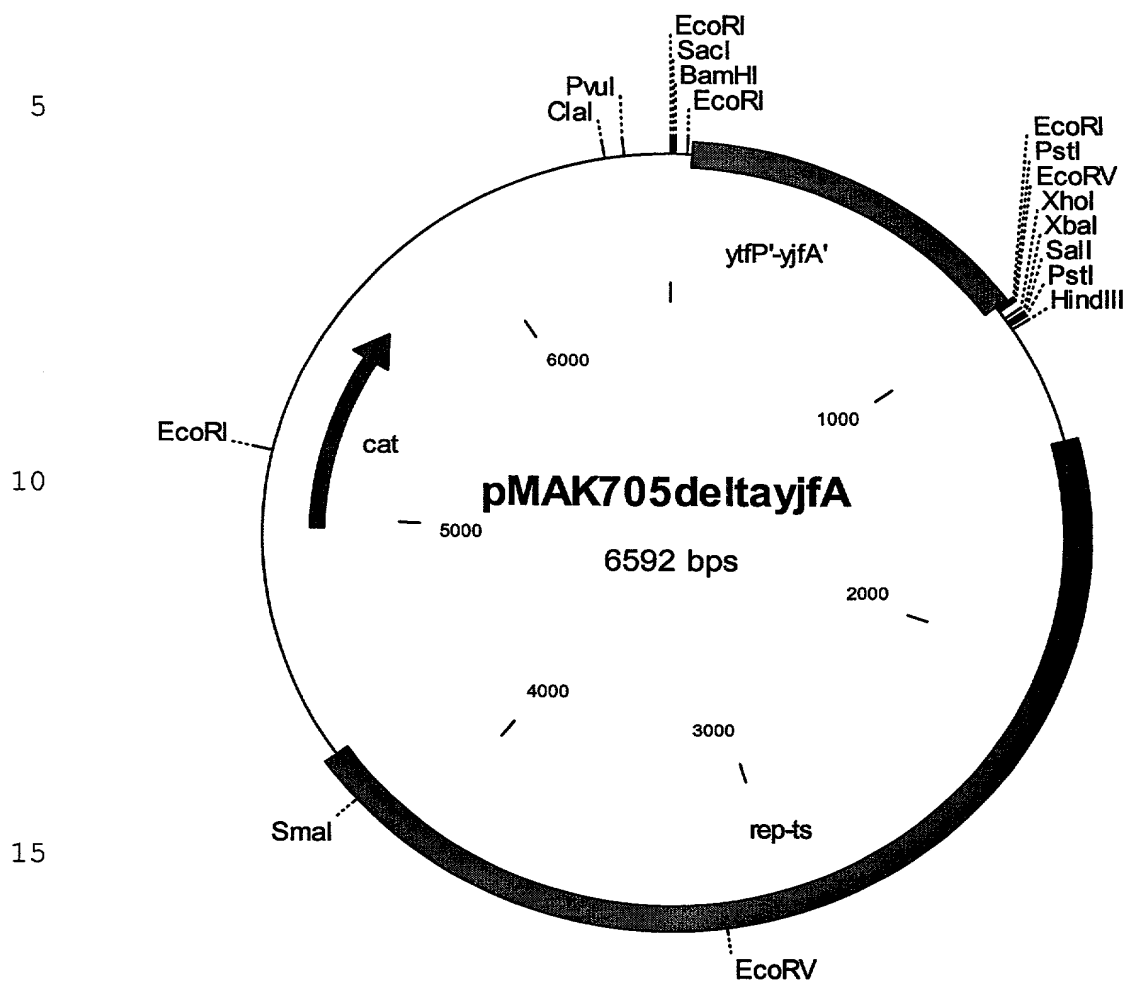 EcoRI
SacI
BamHI
EcoRI
PvuI
ClaI
5
EcoRI
PstI
EcoRV
XhoI
XbaI
SalI
PstI
HindIII
ytfP'-yjfA'
6000
1000
EcoRI
cat
10
pMAK705deltayjfA
5000
6592 bps
2000
4000
3000
SmaI
rep-ts
15
EcoRV